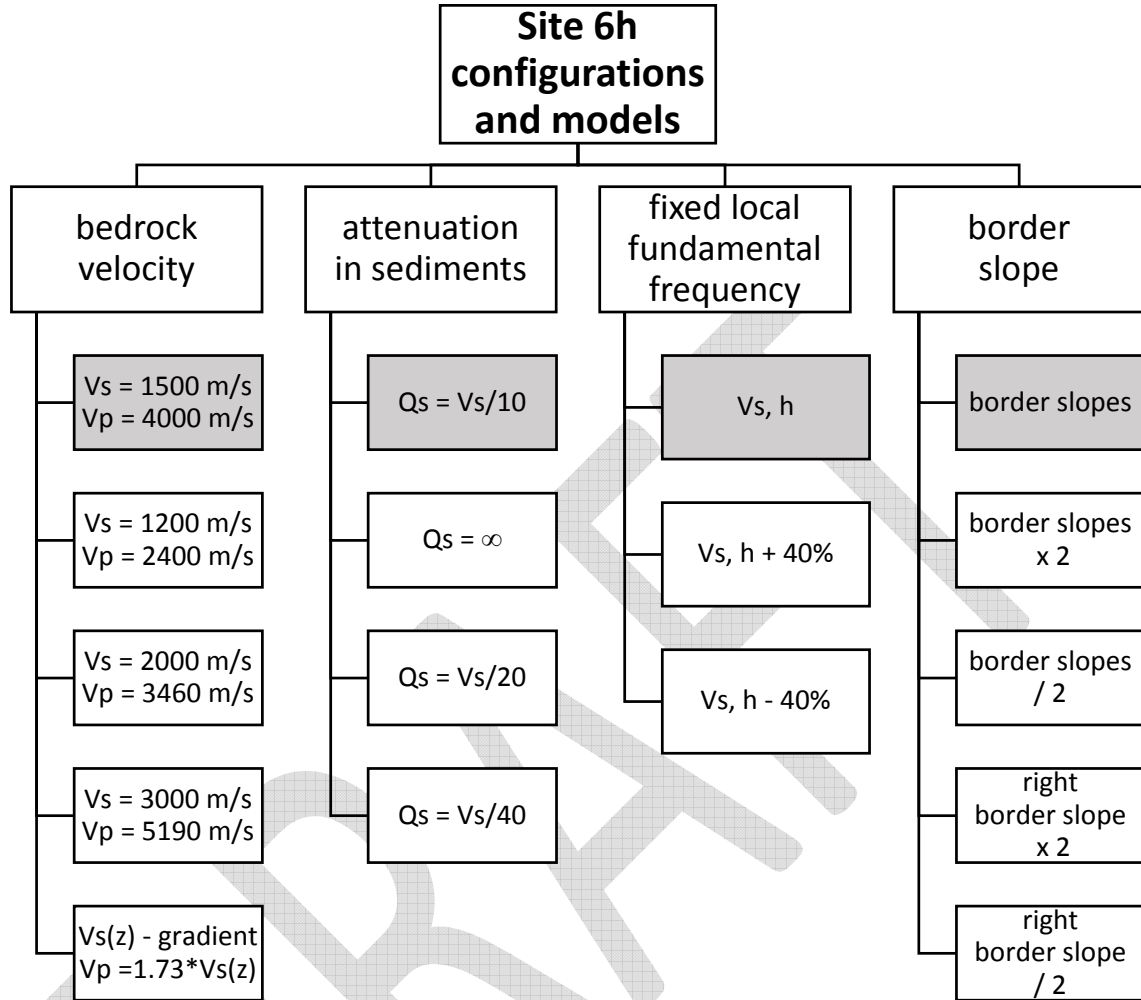 Site 6h
configurations
and models
bedrock
velocity
Vs = 1500 m/s
Vp = 4000 m/s
Vs = 1200 m/s
Vp = 2400 m/s
Vs = 2000 m/s
Vp = 3460 m/s
Vs = 3000 m/s
Vp = 5190 m/s
Vs(z) - gradient
Vp =1.73*Vs(z)
attenuation
in sediments
Qs = Vs/10
Qs = ∞
Qs = Vs/20
Qs = Vs/40
fixed local
fundamental
frequency
Vs, h
Vs, h + 40%
Vs, h - 40%
border
slope
border slopes
border slopes
x 2
border slopes
/ 2
right
border slope
x 2
right
border slope
/ 2
DRAFT